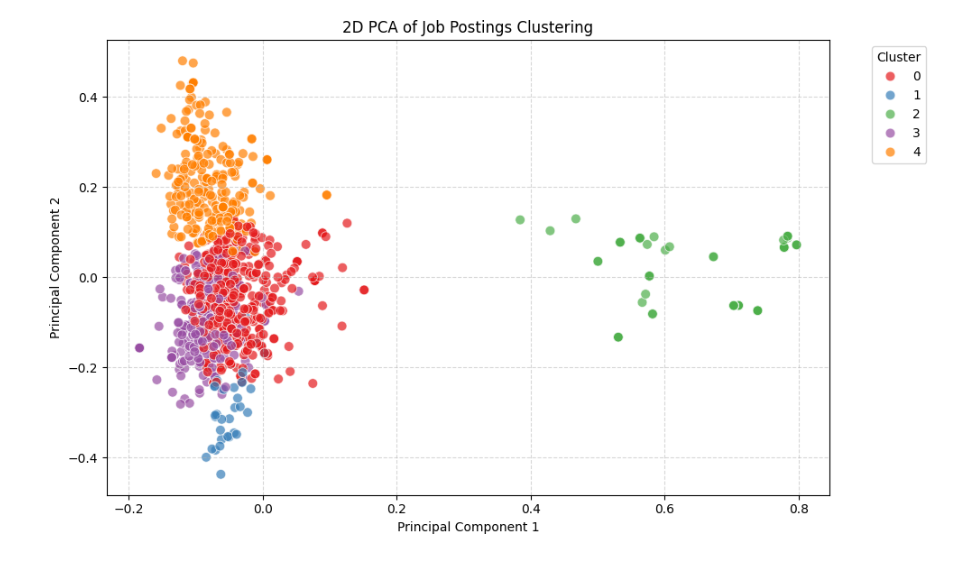 2D PCA of Job Postings Clustering
Cluster
0
1
2
3
4
0.4
0.2
0.0
−0.2
−0.4
Principal Component 2
−0.2 0.0 0.2 0.4 0.6 0.8
Principal Component 1